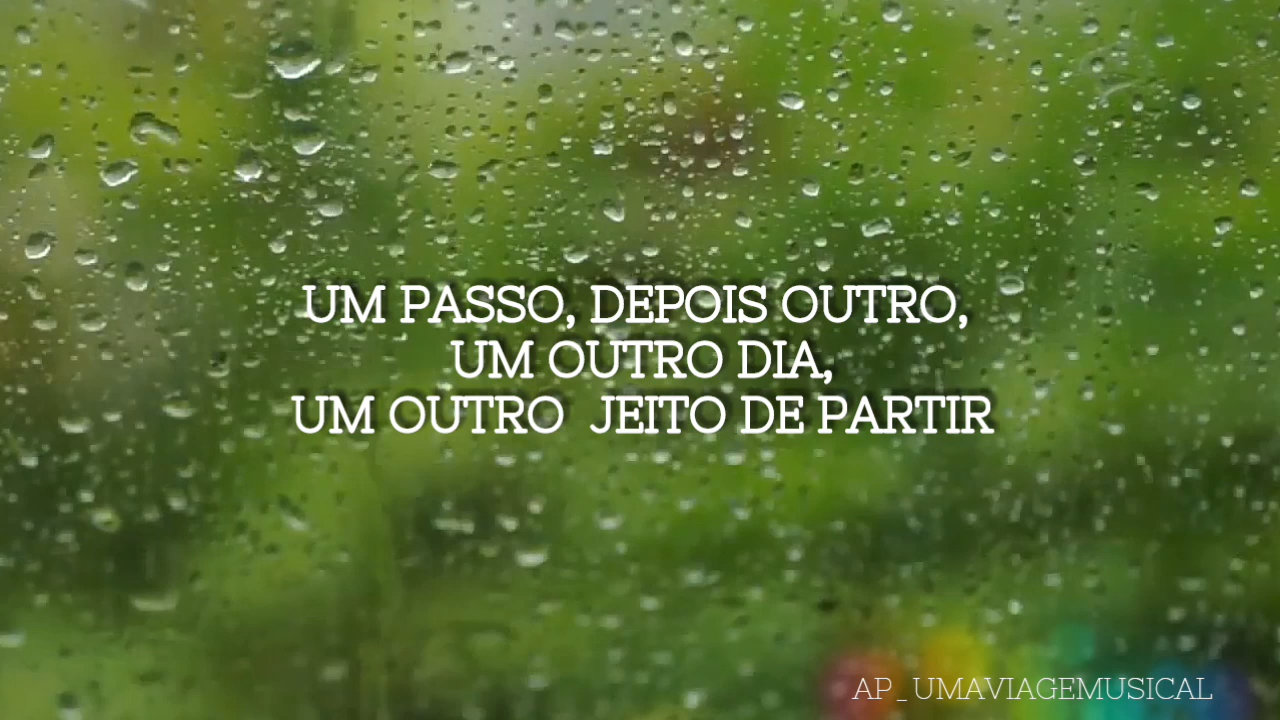 UM PASSO, DEPOIS OUTRO,
UM OUTRO DIA,
UM OUTRO JEITO DE PARTIR
AP_UMAVIAGEMUSICAL